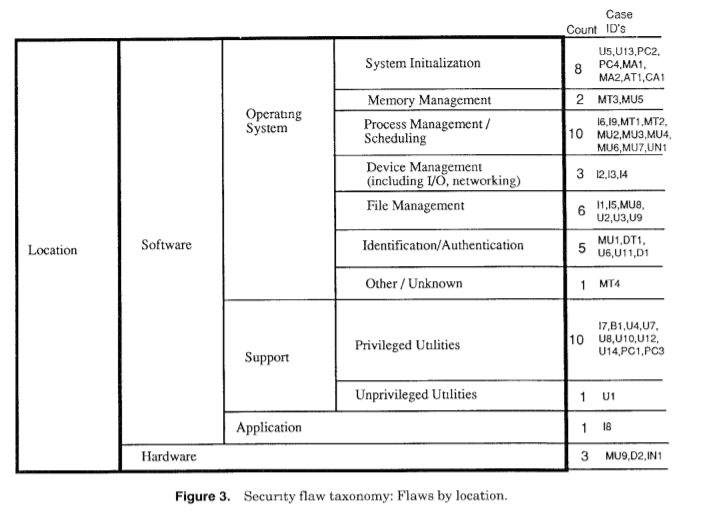 Case
Count ID's
System Initialization 8 U5,U13,PC2,
PC4,MA1,
MA2,AT1,CA1
Memory Management 2 MT3,MU5
Operating
System
Process Management /
Scheduling 10 I6,I9,MT1,MT2,
MU2,MU3,MU4,
MU6,MU7,UN1
Device Management
(including I/O, networking) 3 I2,I3,I4
File Management 6 I1,I5,MU8,
U2,U3,U9
Location Software Identification/Authentication 5 MU1,DT1,
U6,U11,D1
Other / Unknown 1 MT4
Support Privileged Utilities 10 I7,B1,U4,U7,
U8,U10,U12,
U14,PC1,PC3
Unprivileged Utilities 1 U1
Application 1 I8
Hardware 3 MU9,D2,IN1
Figure 3. Security flaw taxonomy: Flaws by location.